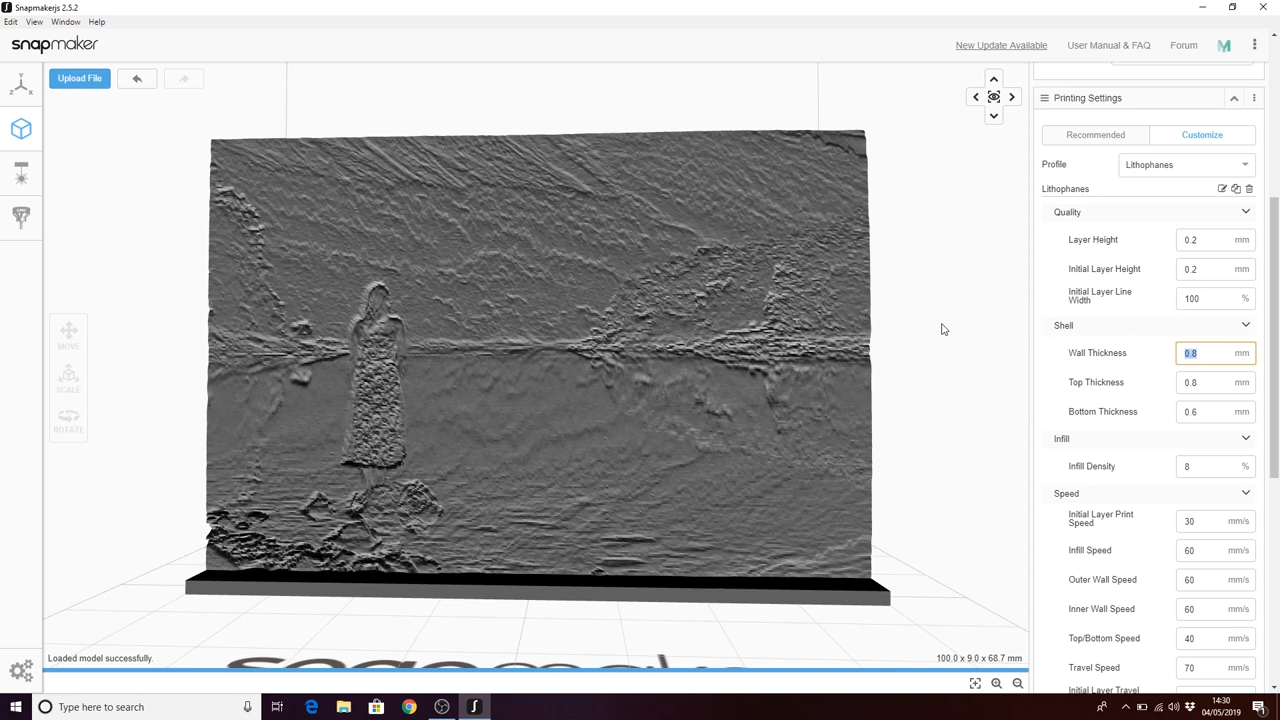 Snapmakerjs 2.5.2
Edit View Window Help
snapmaker
New Update Available User Manual & FAQ Forum
Upload File
Printing Settings
Recommended Customize
Profile Lithophanes
Lithophanes
Quality
Layer Height 0.2 mm
Initial Layer Height 0.2 mm
Initial Layer Line
Width 100 %
Shell
Wall Thickness 0.8 mm
Top Thickness 0.8 mm
Bottom Thickness 0.6 mm
Infill
Infill Density 8 %
Speed
Initial Layer Print
Speed 30 mm/s
Infill Speed 60 mm/s
Outer Wall Speed 60 mm/s
Inner Wall Speed 60 mm/s
Top/Bottom Speed 40 mm/s
Travel Speed 70 mm/s
Initial Layer Travel
Y
Z X
CNC
MOVE
SCALE
ROTATE
Loaded model successfully.
100.0 x 9.0 x 68.7 mm
Type here to search
14:30
04/05/2019
1